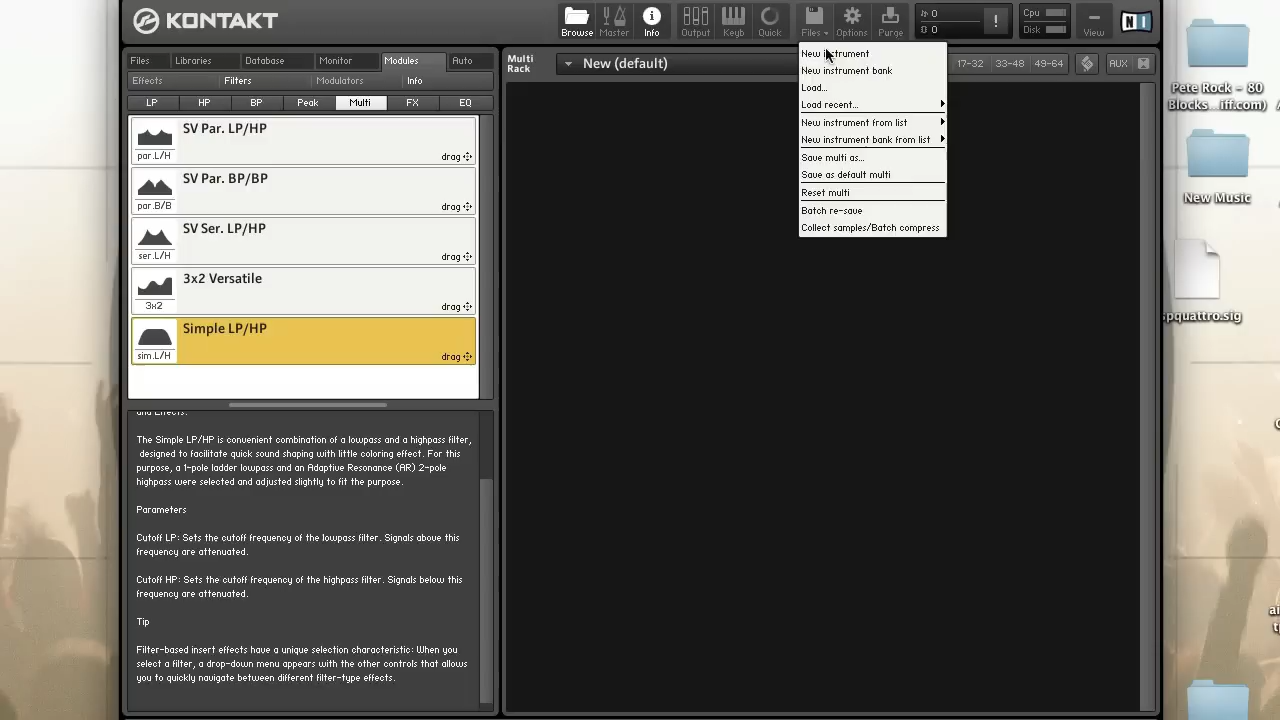 KONTAKT
Browse
Master
Info
Output
Keyb
Quick
Files
Options
Purge
0
0
!
Cpu
Disk
View
NI
Files
Libraries
Database
Monitor
Modules
Auto
Effects
Filters
Modulators
Info
LP
HP
BP
Peak
Multi
FX
EQ
Multi
Rack
New (default)
17-32
33-48
49-64
AUX
New instrument
New instrument bank
Load...
Load recent...
New instrument from list
New instrument bank from list
Save multi as...
Save as default multi
Reset multi
Batch re-save
Collect samples/Batch compress
SV Par. LP/HP
par.L/H
drag
SV Par. BP/BP
par.B/B
drag
SV Ser. LP/HP
ser.L/H
drag
3x2 Versatile
3x2
drag
Simple LP/HP
sim.L/H
drag
and Effects.
The Simple LP/HP is convenient combination of a lowpass and a highpass filter,
designed to facilitate quick sound shaping with little coloring effect. For this
purpose, a 1-pole ladder lowpass and an Adaptive Resonance (AR) 2-pole
highpass were selected and adjusted slightly to fit the purpose.
Parameters
Cutoff LP: Sets the cutoff frequency of the lowpass filter. Signals above this
frequency are attenuated.
Cutoff HP: Sets the cutoff frequency of the highpass filter. Signals below this
frequency are attenuated.
Tip
Filter-based insert effects have a unique selection characteristic: When you
select a filter, a drop-down menu appears with the other controls that allows
you to quickly navigate between different filter-type effects.
Pete Rock - 80
Blocks...iff.com)
New Music
spquattro.sig